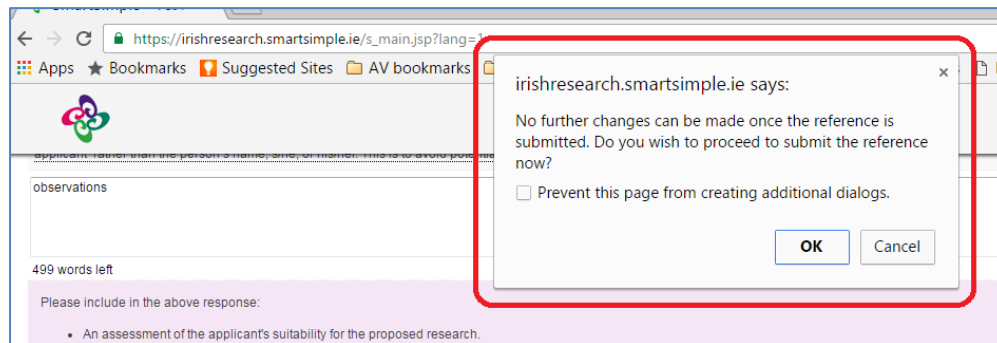 https://irishresearch.smartsimple.ie/s_main.jsp?lang=1
Apps Bookmarks Suggested Sites AV bookmarks
irishresearch.smartsimple.ie says:
No further changes can be made once the reference is
submitted. Do you wish to proceed to submit the reference
now?
Prevent this page from creating additional dialogs.
OK Cancel
applicant' rather than the person's name, s/he, or his/her. This is to avoid
observations
499 words left
Please include in the above response:
• An assessment of the applicant's suitability for the proposed research.